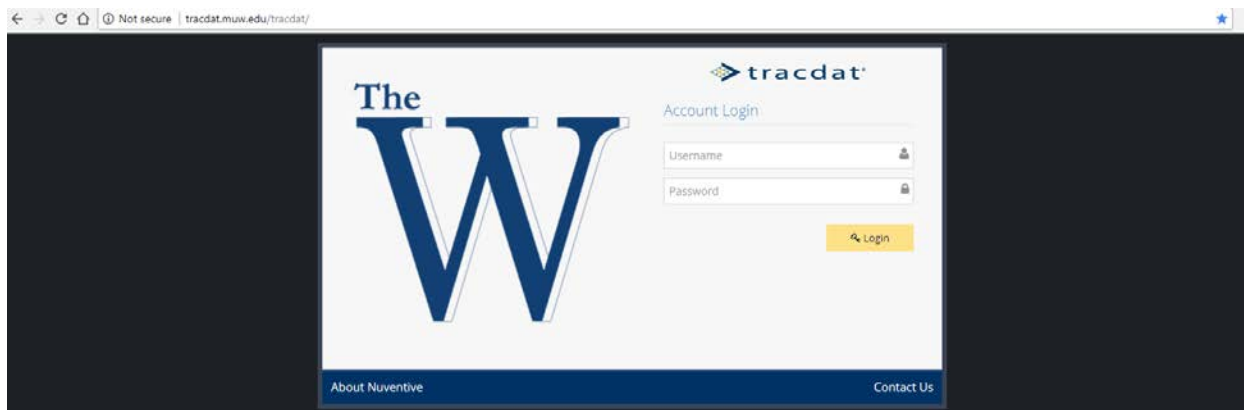 Not secure | tracdat.muw.edu/tracdat/
The
W
tracdat
Account Login
Username
Password
Login
About Nuventive
Contact Us